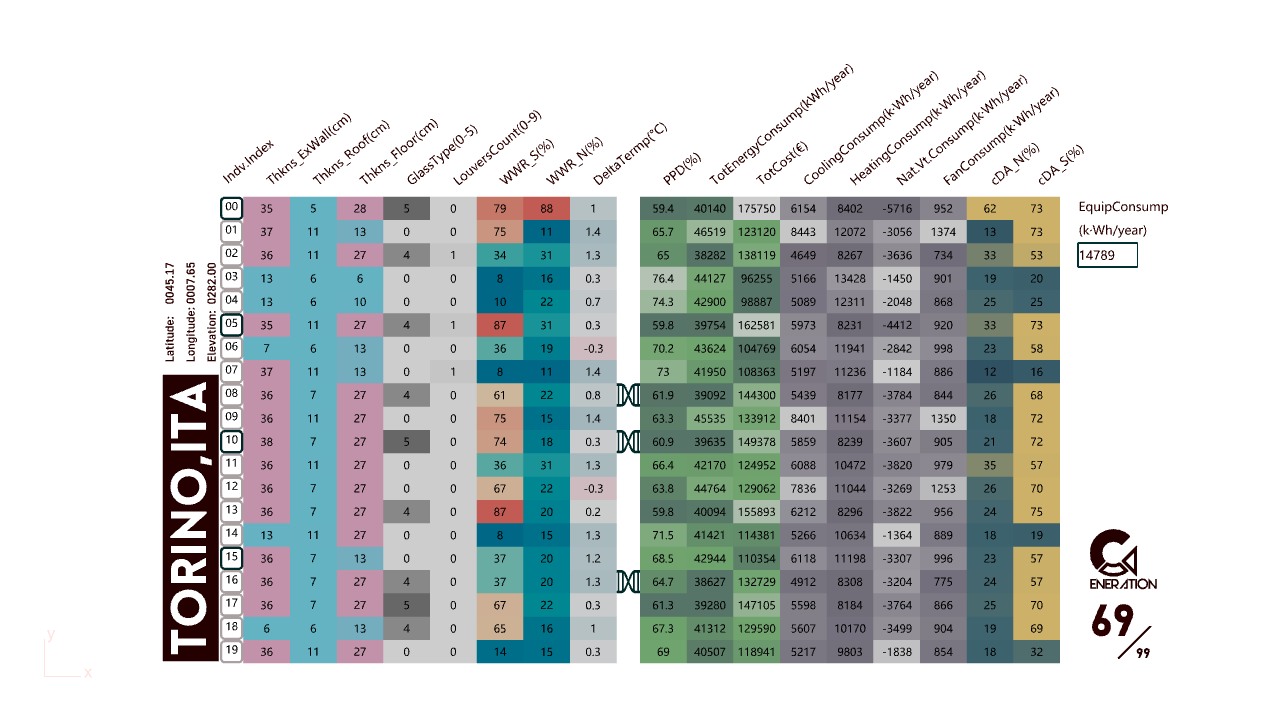 Indv.Index Thkns_ExWall(cm) Thkns_Roof(cm) Thkns_Floor(cm) GlassType(0-5) LouversCount(0-9) WWR_S(%) WWR_N(%) DeltaTermp(°C) PPD(%) TotEnergyConsump(kWh/year) TotCost(€) CoolingConsump(k·Wh/year) HeatingConsump(k·Wh/year) Nat.Vt.Consump(k·Wh/year) FanConsump(k·Wh/year) cDA_N(%) cDA_S(%)
00 35 5 28 5 0 79 88 1 59.4 40140 175750 6154 8402 -5716 952 62 73
01 37 11 13 0 0 75 11 1.4 65.7 46519 123120 8443 12072 -3056 1374 13 73
02 36 11 27 4 1 34 31 1.3 65 38282 138119 4649 8267 -3636 734 33 53
03 13 6 6 0 0 8 16 0.3 76.4 44127 96255 5166 13428 -1450 901 19 20
04 13 6 10 0 0 10 22 0.7 74.3 42900 98887 5089 12311 -2048 868 25 25
05 35 11 27 4 1 87 31 0.3 59.8 39754 162581 5973 8231 -4412 920 33 73
06 7 6 13 0 0 36 19 -0.3 70.2 43624 104769 6054 11941 -2842 998 23 58
07 37 11 13 0 1 8 11 1.4 73 41950 108363 5197 11236 -1184 886 12 16
08 36 7 27 4 0 61 22 0.8 61.9 39092 144300 5439 8177 -3784 844 26 68
09 36 11 27 0 0 75 15 1.4 63.3 45535 133912 8401 11154 -3377 1350 18 72
10 38 7 27 5 0 74 18 0.3 60.9 39635 149378 5859 8239 -3607 905 21 72
11 36 11 27 0 0 36 31 1.3 66.4 42170 124952 6088 10472 -3820 979 35 57
12 36 7 27 0 0 67 22 -0.3 63.8 44764 129062 7836 11044 -3269 1253 26 70
13 36 7 27 4 0 87 20 0.2 59.8 40094 155893 6212 8296 -3822 956 24 75
14 13 11 27 0 0 8 15 1.3 71.5 41421 114381 5266 10634 -1364 889 18 19
15 36 7 13 0 0 37 20 1.2 68.5 42944 110354 6118 11198 -3307 996 23 57
16 36 7 27 4 0 37 20 1.3 64.7 38627 132729 4912 8308 -3204 775 24 57
17 36 7 27 5 0 67 22 0.3 61.3 39280 147105 5598 8184 -3764 866 25 70
18 6 6 13 4 0 65 16 1 67.3 41312 129590 5607 10170 -3499 904 19 69
19 36 11 27 0 0 14 15 0.3 69 40507 118941 5217 9803 -1838 854 18 32
Latitude: 0045.17
Longitude: 0007.65
Elevation: 0282.00
TORINO,ITA
EquipConsump
(k·Wh/year)
14789
ENERATION
69/99
y
x